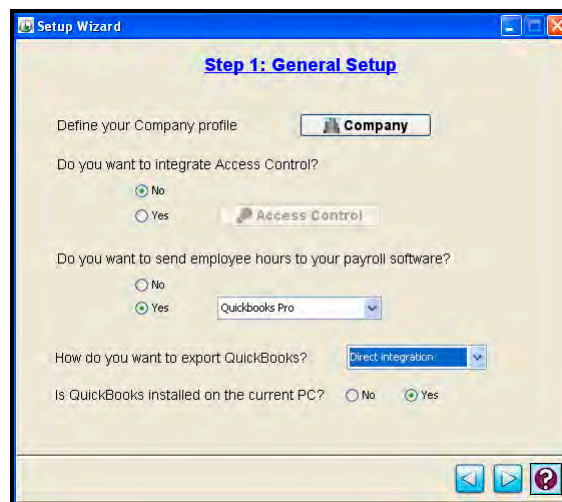 Setup Wizard
Step 1: General Setup
Define your Company profile
Company
Do you want to integrate Access Control?
No
Yes
Access Control
Do you want to send employee hours to your payroll software?
No
Yes
Quickbooks Pro
How do you want to export QuickBooks?
Direct integration
Is QuickBooks installed on the current PC?
No
Yes
?